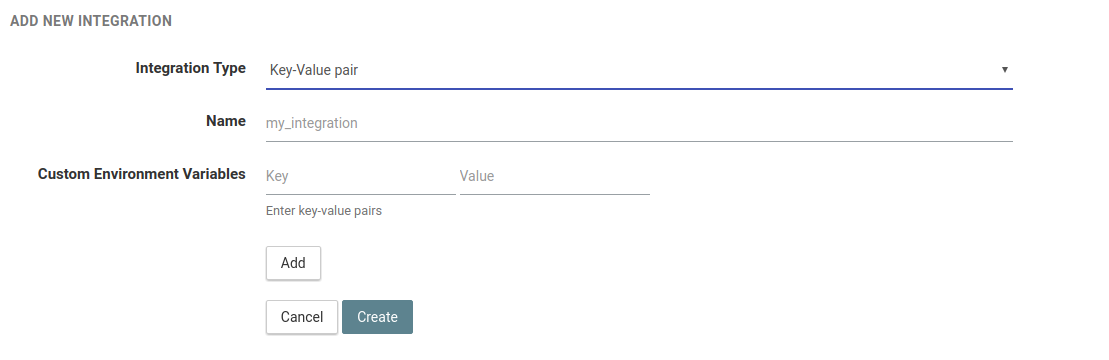 ADD NEW INTEGRATION
Integration Type Key-Value pair
Name my_integration
Custom Environment Variables Key Value
Enter key-value pairs
Add
Cancel Create